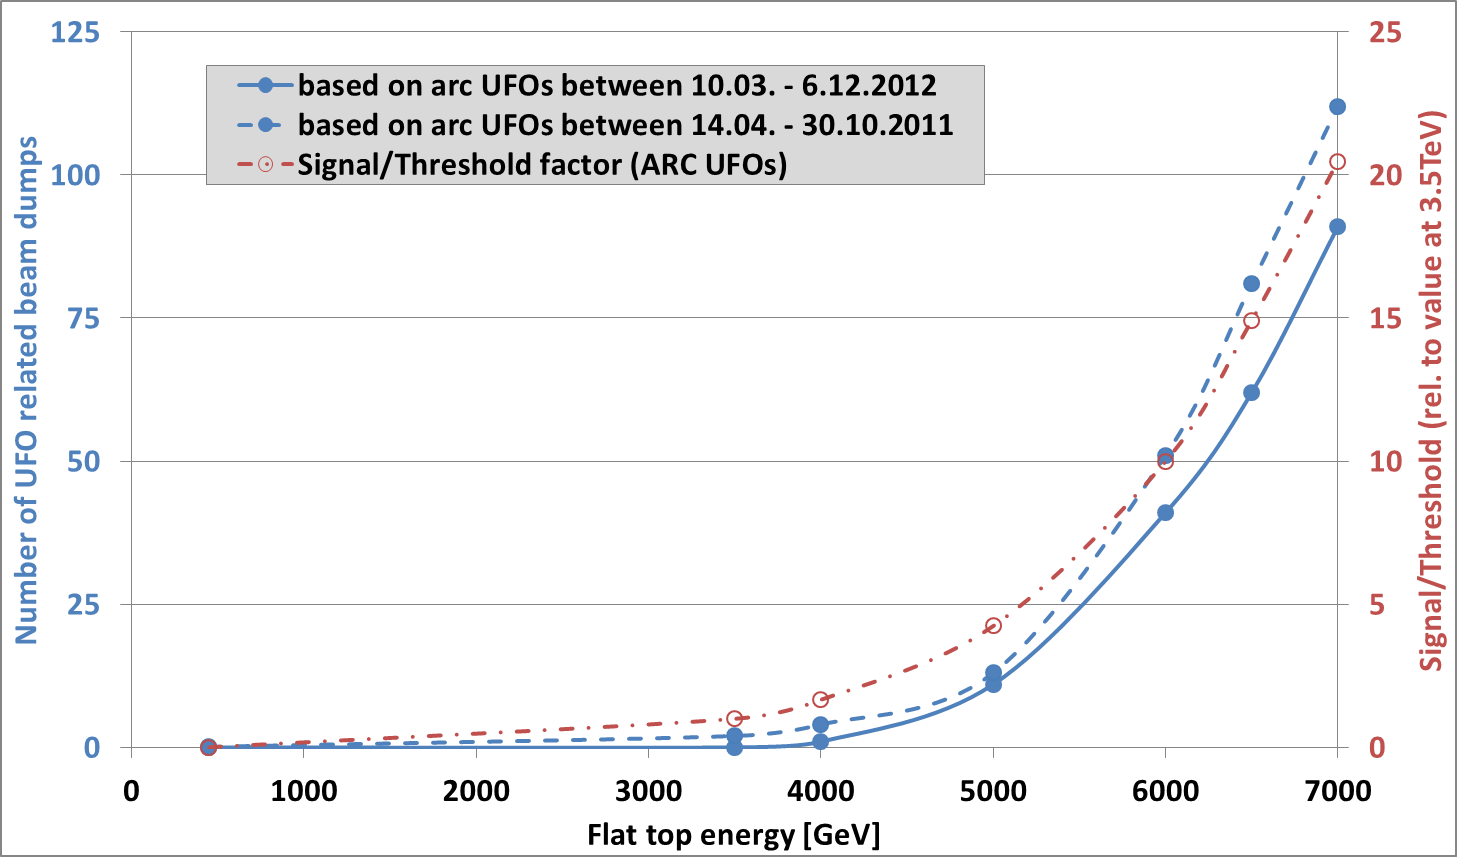 based on arc UFOs between 10.03. - 6.12.2012
based on arc UFOs between 14.04. - 30.10.2011
Signal/Threshold factor (ARC UFOs)
Number of UFO related beam dumps
125
100
75
50
25
0
Signal/Threshold (rel. to value at 3.5TeV)
25
20
15
10
5
0
0 1000 2000 3000 4000 5000 6000 7000
Flat top energy [GeV]